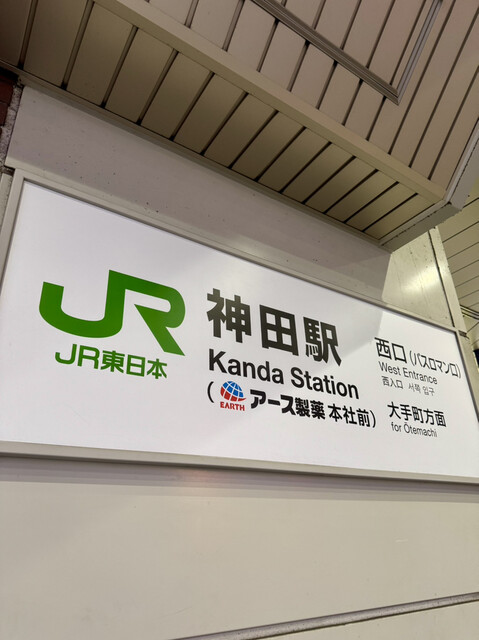 JR
JR東日本
神田駅
Kanda Station
(EARTH アース製薬 本社前)
西口(バスロマン口)
West Entrance
西入口 서쪽 입구
大手町方面
for Ōtemachi